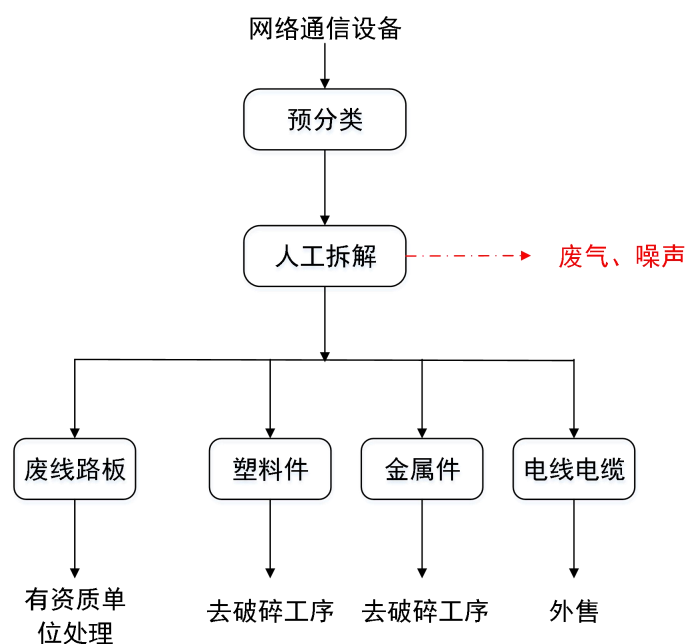 网络通信设备
预分类
人工拆解
废气、噪声
废线路板
塑料件
金属件
电线电缆
有资质单
位处理
去破碎工序
去破碎工序
外售